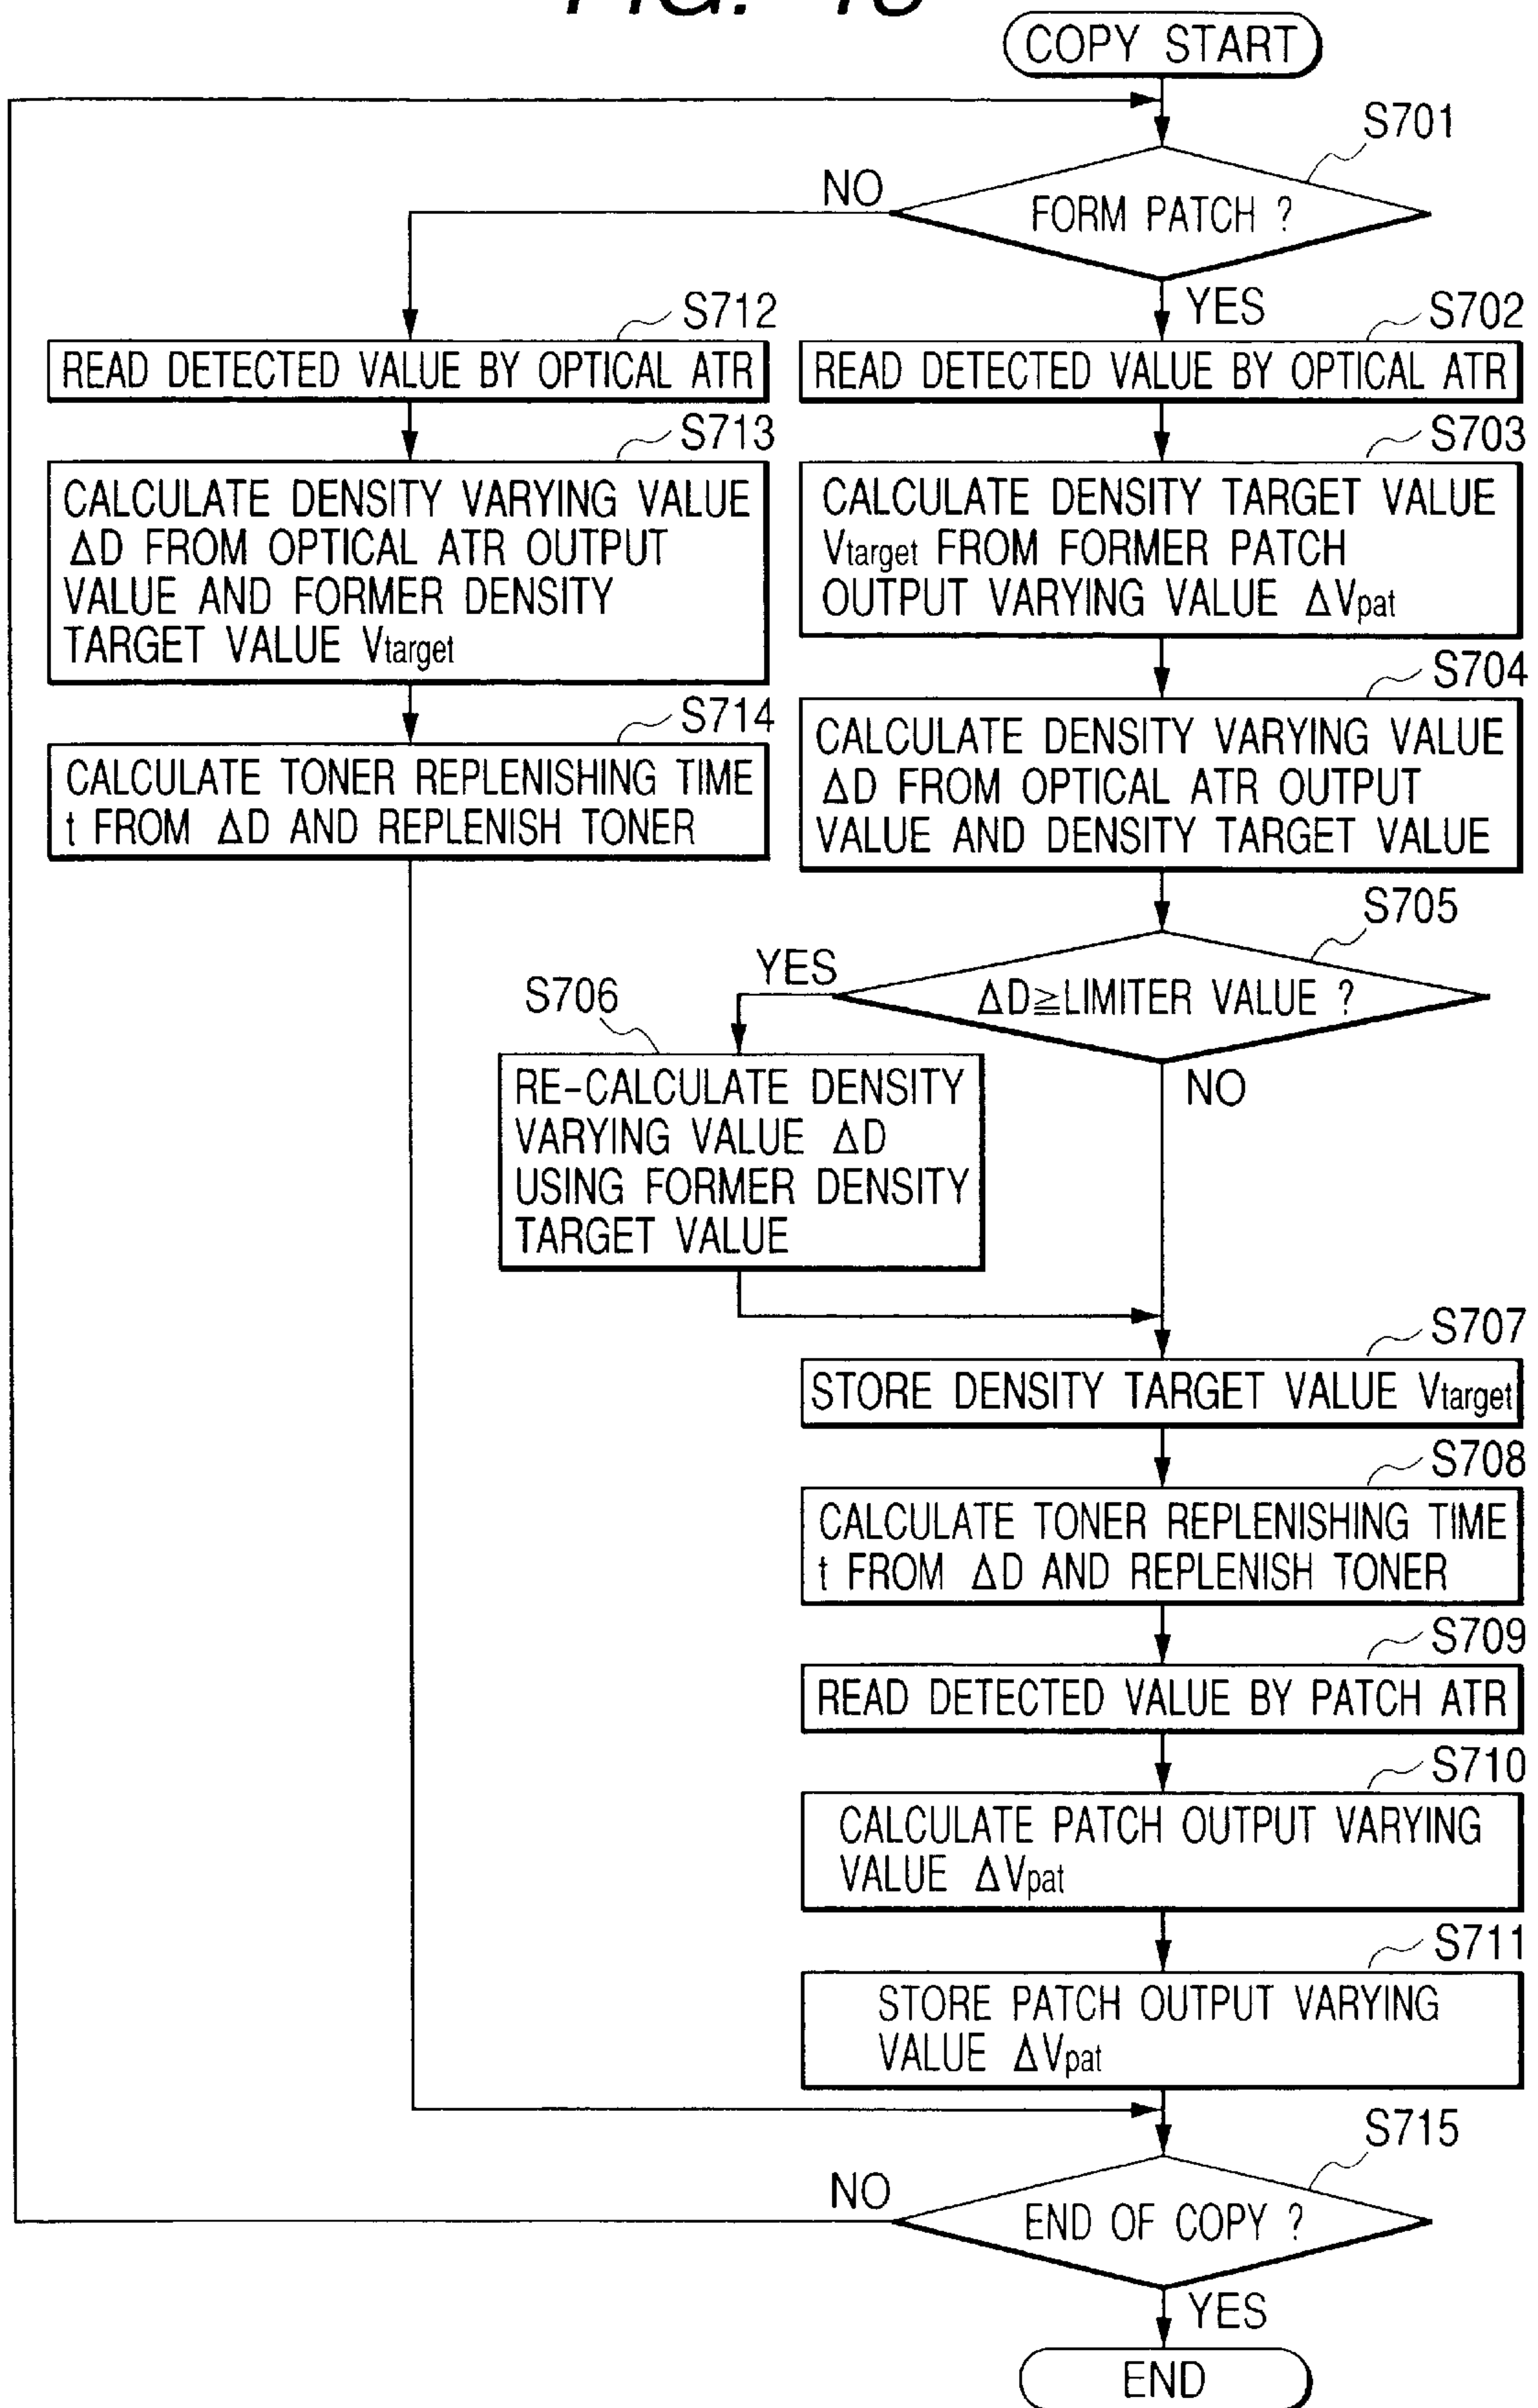 COPY START
S701
NO
FORM PATCH ?
YES
S712
READ DETECTED VALUE BY OPTICAL ATR
S702
READ DETECTED VALUE BY OPTICAL ATR
S713
CALCULATE DENSITY VARYING VALUE
ΔD FROM OPTICAL ATR OUTPUT
VALUE AND FORMER DENSITY
TARGET VALUE Vtarget
S703
CALCULATE DENSITY TARGET VALUE
Vtarget FROM FORMER PATCH
OUTPUT VARYING VALUE ΔVpat
S714
CALCULATE TONER REPLENISHING TIME
t FROM ΔD AND REPLENISH TONER
S704
CALCULATE DENSITY VARYING VALUE
ΔD FROM OPTICAL ATR OUTPUT
VALUE AND DENSITY TARGET VALUE
S705
YES
ΔD≧LIMITER VALUE ?
NO
S706
RE-CALCULATE DENSITY
VARYING VALUE ΔD
USING FORMER DENSITY
TARGET VALUE
S707
STORE DENSITY TARGET VALUE Vtarget
S708
CALCULATE TONER REPLENISHING TIME
t FROM ΔD AND REPLENISH TONER
S709
READ DETECTED VALUE BY PATCH ATR
S710
CALCULATE PATCH OUTPUT VARYING
VALUE ΔVpat
S711
STORE PATCH OUTPUT VARYING
VALUE ΔVpat
S715
NO
END OF COPY ?
YES
END